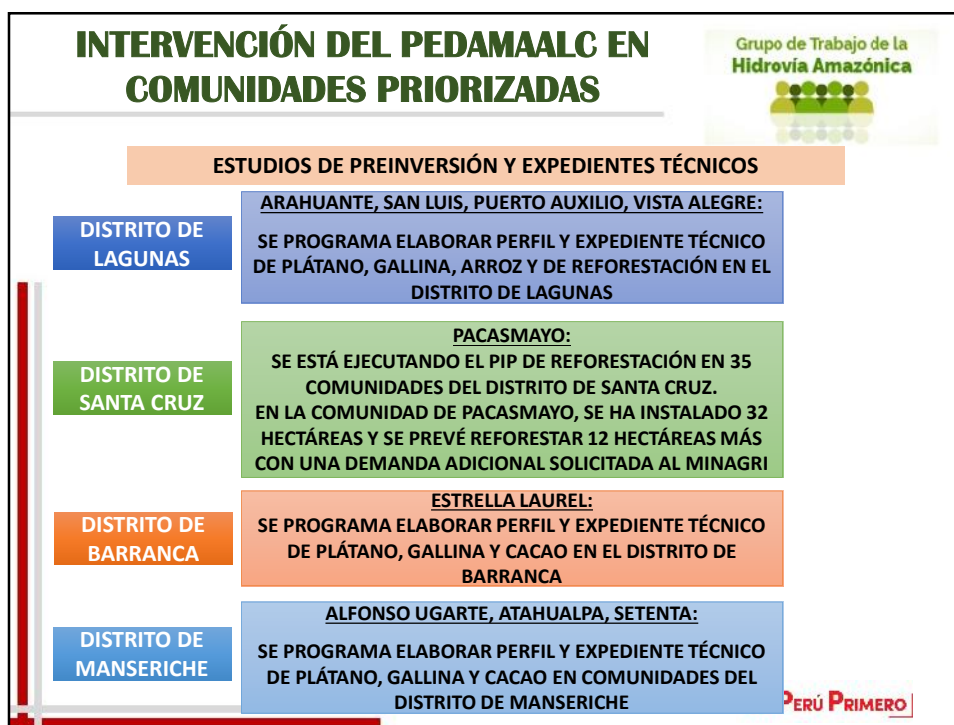 INTERVENCIÓN DEL PEDAMAALC EN
COMUNIDADES PRIORIZADAS
Grupo de Trabajo de la
Hidrovía Amazónica
ESTUDIOS DE PREINVERSIÓN Y EXPEDIENTES TÉCNICOS
DISTRITO DE
LAGUNAS
ARAHUANTE, SAN LUIS, PUERTO AUXILIO, VISTA ALEGRE:
SE PROGRAMA ELABORAR PERFIL Y EXPEDIENTE TÉCNICO
DE PLÁTANO, GALLINA, ARROZ Y DE REFORESTACIÓN EN EL
DISTRITO DE LAGUNAS
DISTRITO DE
SANTA CRUZ
PACASMAYO:
SE ESTÁ EJECUTANDO EL PIP DE REFORESTACIÓN EN 35
COMUNIDADES DEL DISTRITO DE SANTA CRUZ.
EN LA COMUNIDAD DE PACASMAYO, SE HA INSTALADO 32
HECTÁREAS Y SE PREVÉ REFORESTAR 12 HECTÁREAS MÁS
CON UNA DEMANDA ADICIONAL SOLICITADA AL MINAGRI
DISTRITO DE
BARRANCA
ESTRELLA LAUREL:
SE PROGRAMA ELABORAR PERFIL Y EXPEDIENTE TÉCNICO
DE PLÁTANO, GALLINA Y CACAO EN EL DISTRITO DE
BARRANCA
DISTRITO DE
MANSERICHE
ALFONSO UGARTE, ATAHUALPA, SETENTA:
SE PROGRAMA ELABORAR PERFIL Y EXPEDIENTE TÉCNICO
DE PLÁTANO, GALLINA Y CACAO EN COMUNIDADES DEL
DISTRITO DE MANSERICHE
PERÚ PRIMERO